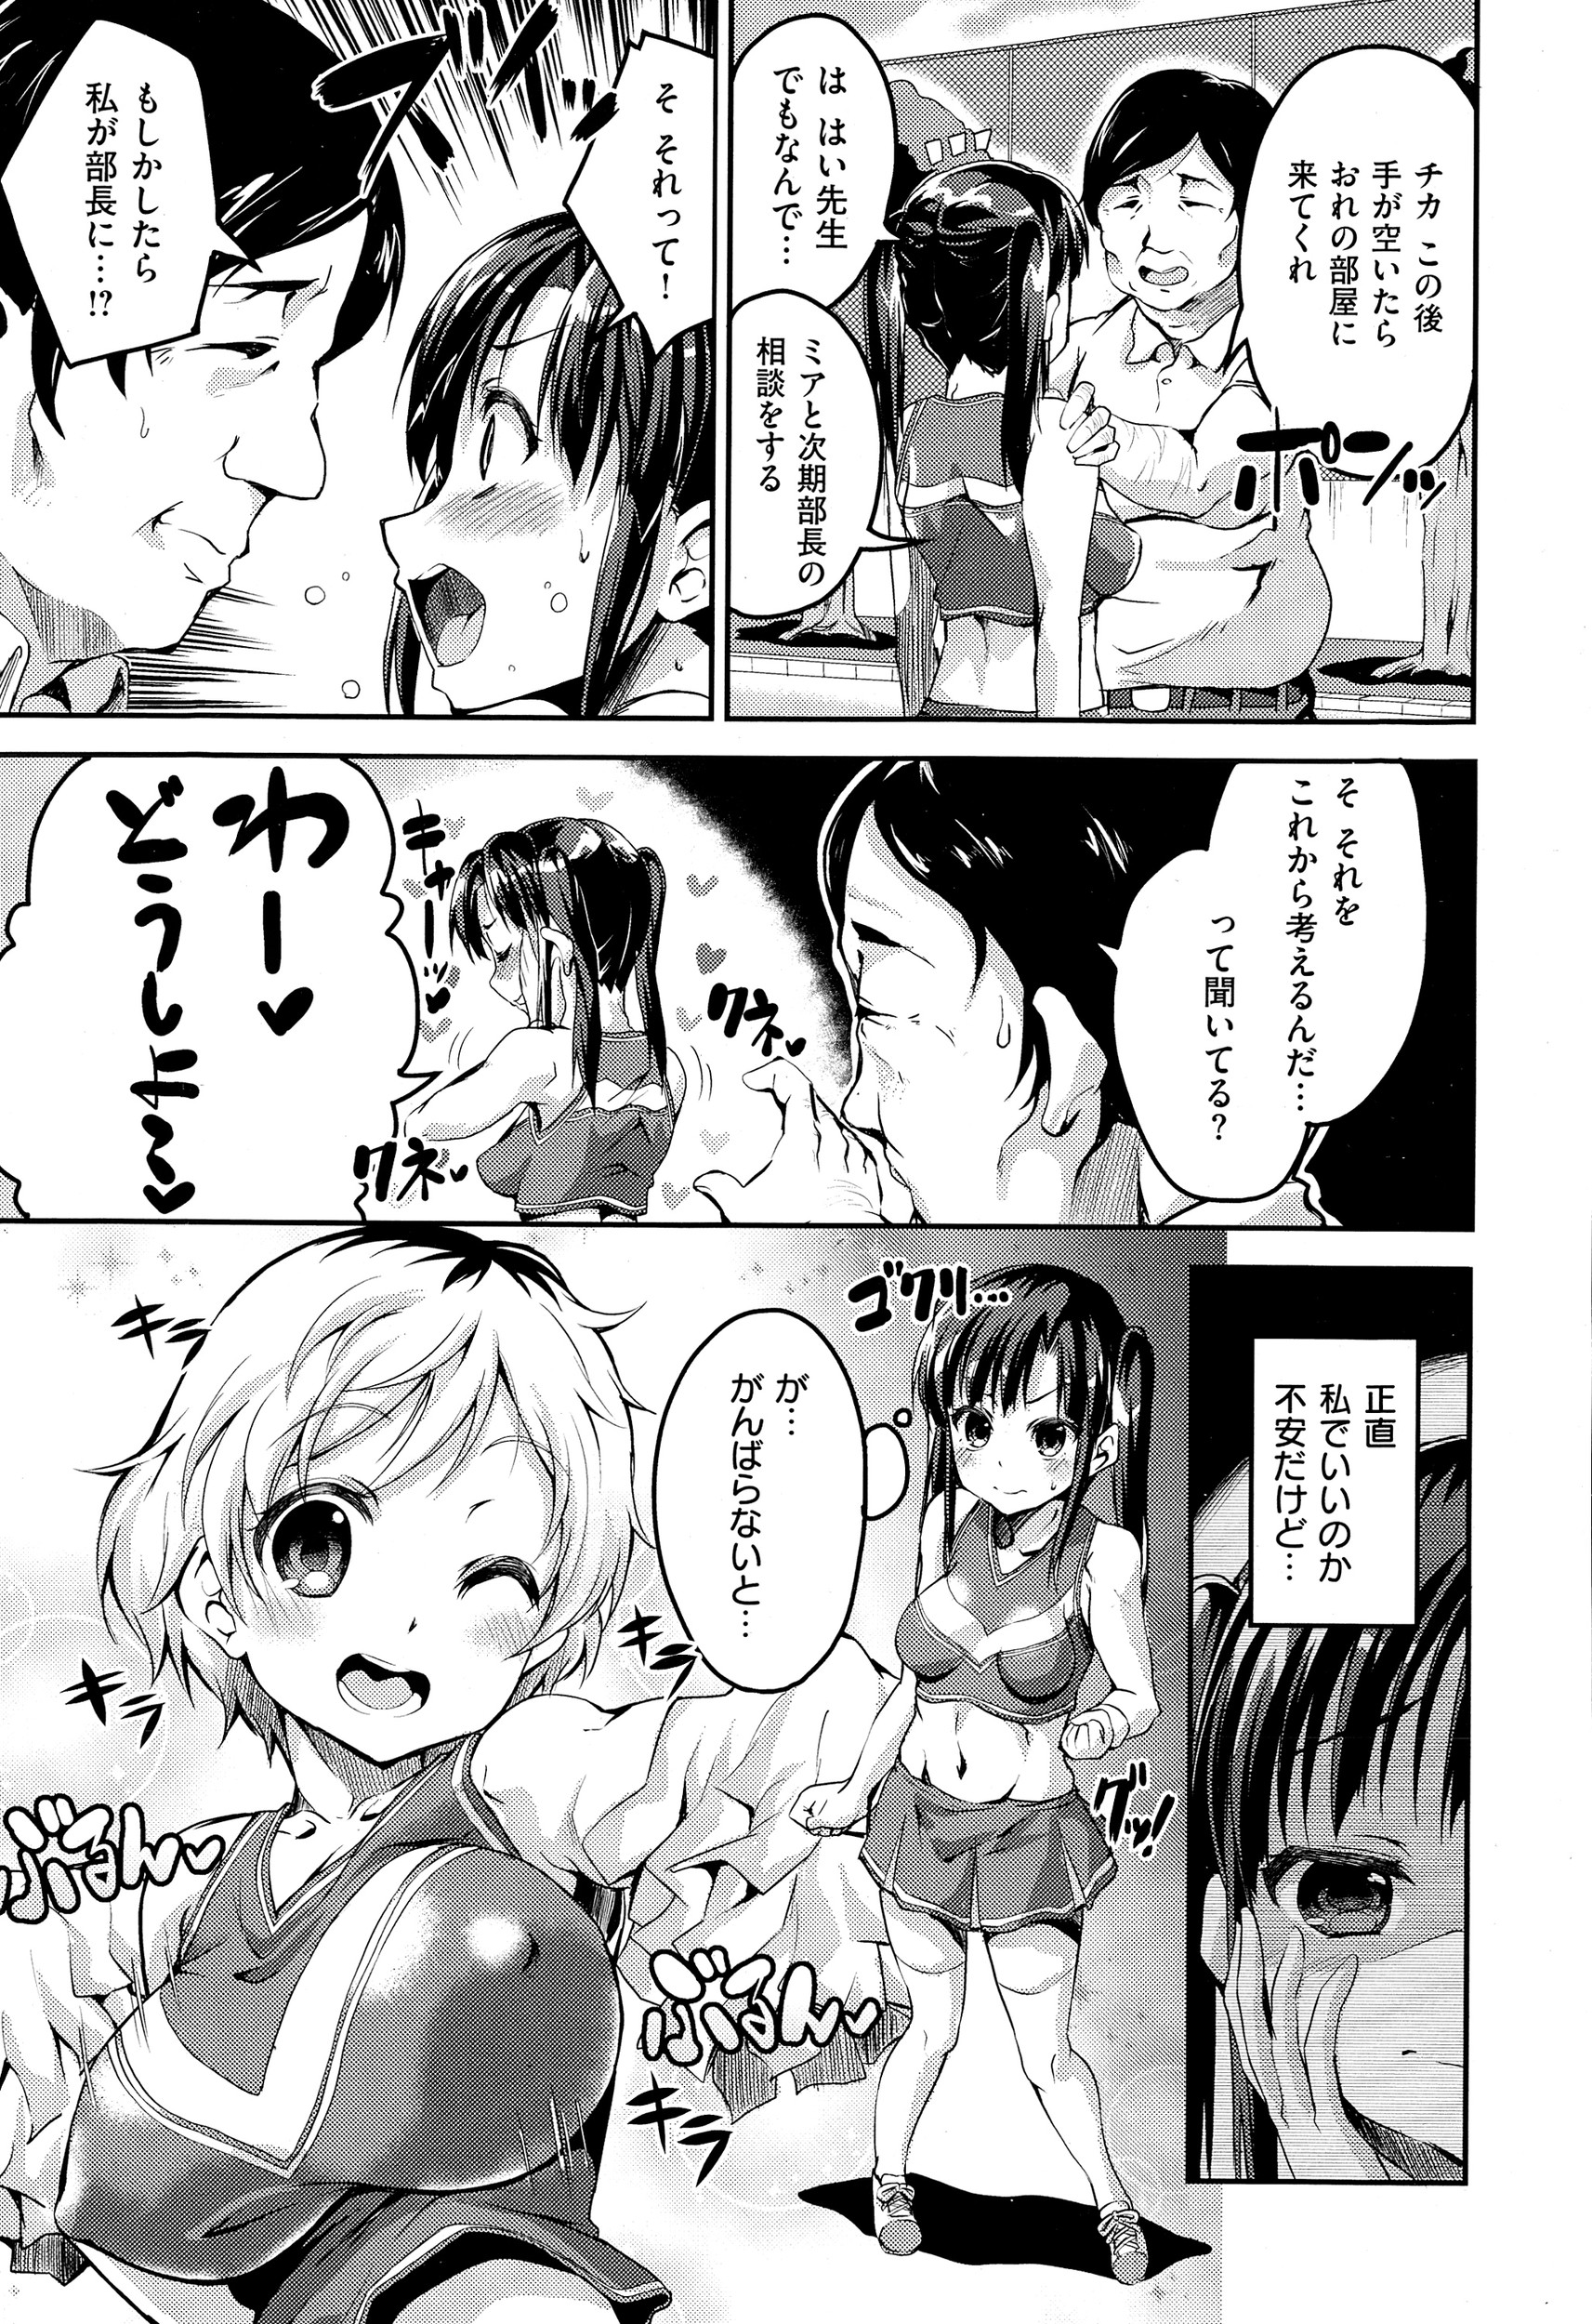 チカ この後
手が空いたら
おれの部屋に
来てくれ
ポンッ
は はい先生
でもなんで…
ミアと次期部長の
相談をする
そ それって!
もしかしたら
私が部長に…!?
そ それを
これから考えるんだ…
って聞いてる?
クネ♥
キャーッ♥
クネ♥
わー♥
どうしよ〜♥
正直
私でいいのか
不安だけど…
ゴクリ…
が…
がんばらないと…
グッ!
キラ
キラ
キラ
キラ
ぶるん♥
ぶるん♥